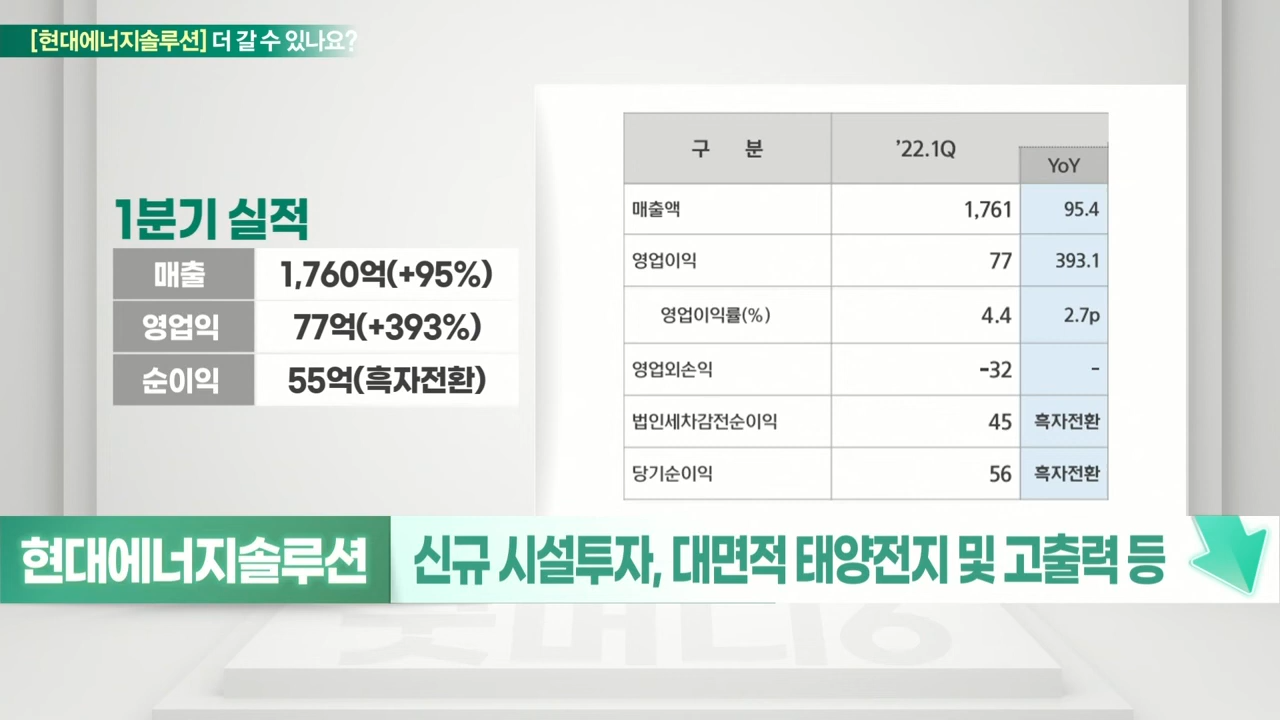 [현대에너지솔루션] 더 갈 수 있나요?
1분기 실적
매출 1,760억(+95%)
영업익 77억(+393%)
순이익 55억(흑자전환)
구 분 ’22.1Q YoY
매출액 1,761 95.4
영업이익 77 393.1
영업이익률(%) 4.4 2.7p
영업외손익 -32 -
법인세차감전순이익 45 흑자전환
당기순이익 56 흑자전환
현대에너지솔루션 신규 시설투자, 대면적 태양전지 및 고출력 등